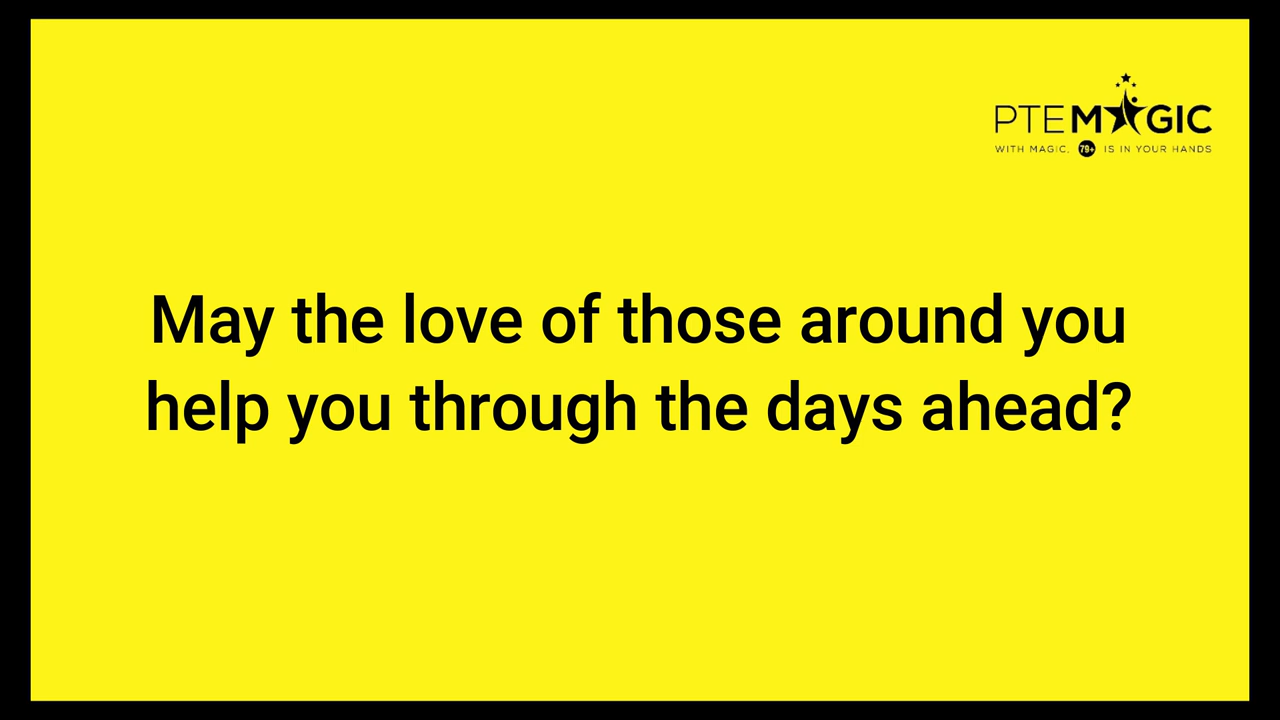 PTEMAGIC
WITH MAGIC, 79+ IS IN YOUR HANDS
May the love of those around you
help you through the days ahead?